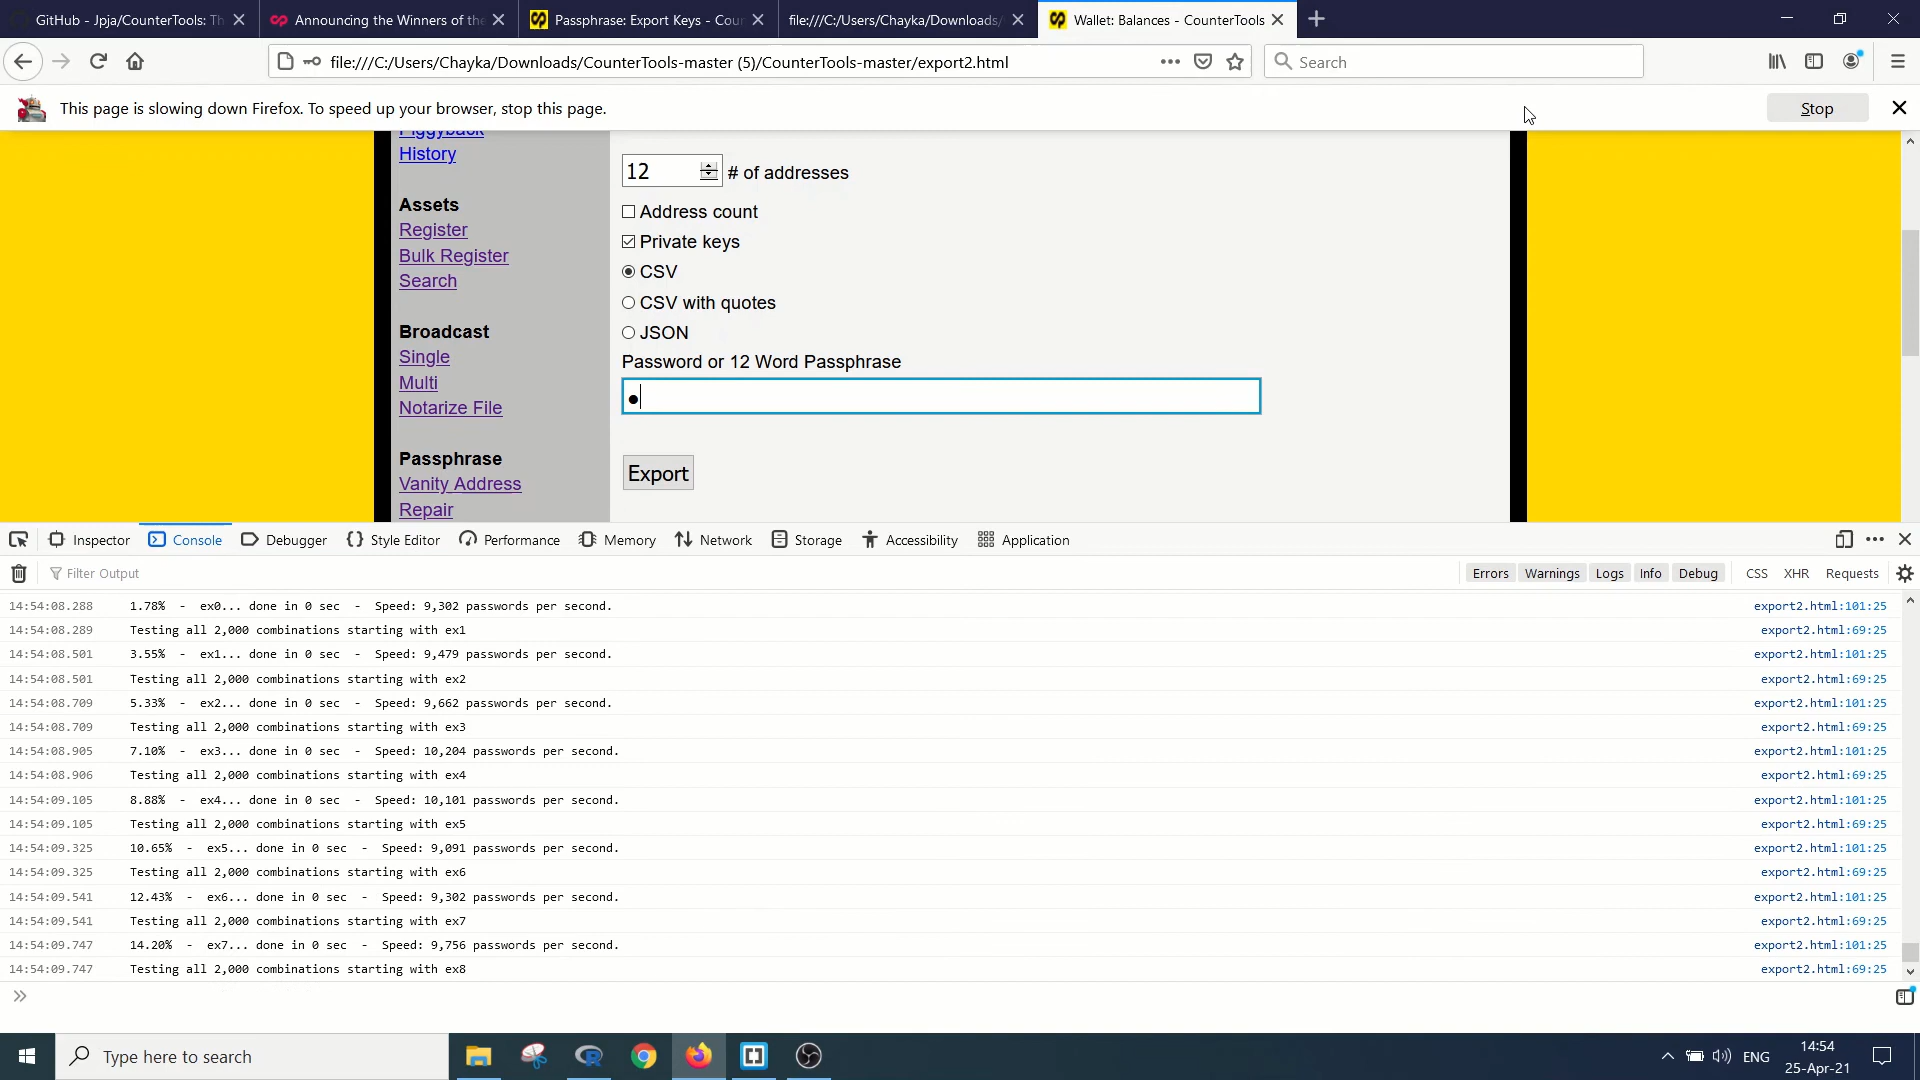 GitHub - Jpja/CounterTools: Th
Announcing the Winners of the
Passphrase: Export Keys - Cou
file:///C:/Users/Chayka/Downloads/
Wallet: Balances - CounterTools
file:///C:/Users/Chayka/Downloads/CounterTools-master (5)/CounterTools-master/export2.html
Search
This page is slowing down Firefox. To speed up your browser, stop this page.
Stop
Piggyback
History
Assets
Register
Bulk Register
Search
Broadcast
Single
Multi
Notarize File
Passphrase
Vanity Address
Repair
12 # of addresses
Address count
Private keys
CSV
CSV with quotes
JSON
Password or 12 Word Passphrase
Export
Inspector Console Debugger Style Editor Performance Memory Network Storage Accessibility Application
Filter Output Errors Warnings Logs Info Debug CSS XHR Requests
14:54:08.288 1.78% - ex0... done in 0 sec - Speed: 9,302 passwords per second. export2.html:101:25
14:54:08.289 Testing all 2,000 combinations starting with ex1 export2.html:69:25
14:54:08.501 3.55% - ex1... done in 0 sec - Speed: 9,479 passwords per second. export2.html:101:25
14:54:08.501 Testing all 2,000 combinations starting with ex2 export2.html:69:25
14:54:08.709 5.33% - ex2... done in 0 sec - Speed: 9,662 passwords per second. export2.html:101:25
14:54:08.709 Testing all 2,000 combinations starting with ex3 export2.html:69:25
14:54:08.905 7.10% - ex3... done in 0 sec - Speed: 10,204 passwords per second. export2.html:101:25
14:54:08.906 Testing all 2,000 combinations starting with ex4 export2.html:69:25
14:54:09.105 8.88% - ex4... done in 0 sec - Speed: 10,101 passwords per second. export2.html:101:25
14:54:09.105 Testing all 2,000 combinations starting with ex5 export2.html:69:25
14:54:09.325 10.65% - ex5... done in 0 sec - Speed: 9,091 passwords per second. export2.html:101:25
14:54:09.325 Testing all 2,000 combinations starting with ex6 export2.html:69:25
14:54:09.541 12.43% - ex6... done in 0 sec - Speed: 9,302 passwords per second. export2.html:101:25
14:54:09.541 Testing all 2,000 combinations starting with ex7 export2.html:69:25
14:54:09.747 14.20% - ex7... done in 0 sec - Speed: 9,756 passwords per second. export2.html:101:25
14:54:09.747 Testing all 2,000 combinations starting with ex8 export2.html:69:25
Type here to search
ENG
14:54
25-Apr-21